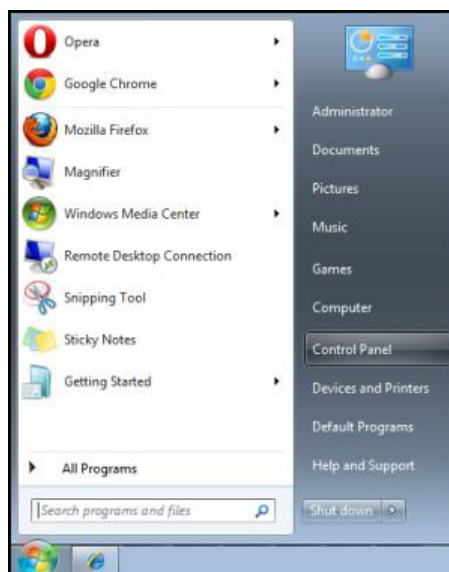 Opera
Google Chrome
Mozilla Firefox
Magnifier
Windows Media Center
Remote Desktop Connection
Snipping Tool
Sticky Notes
Getting Started
All Programs
Search programs and files
Administrator
Documents
Pictures
Music
Games
Computer
Control Panel
Devices and Printers
Default Programs
Help and Support
Shut down